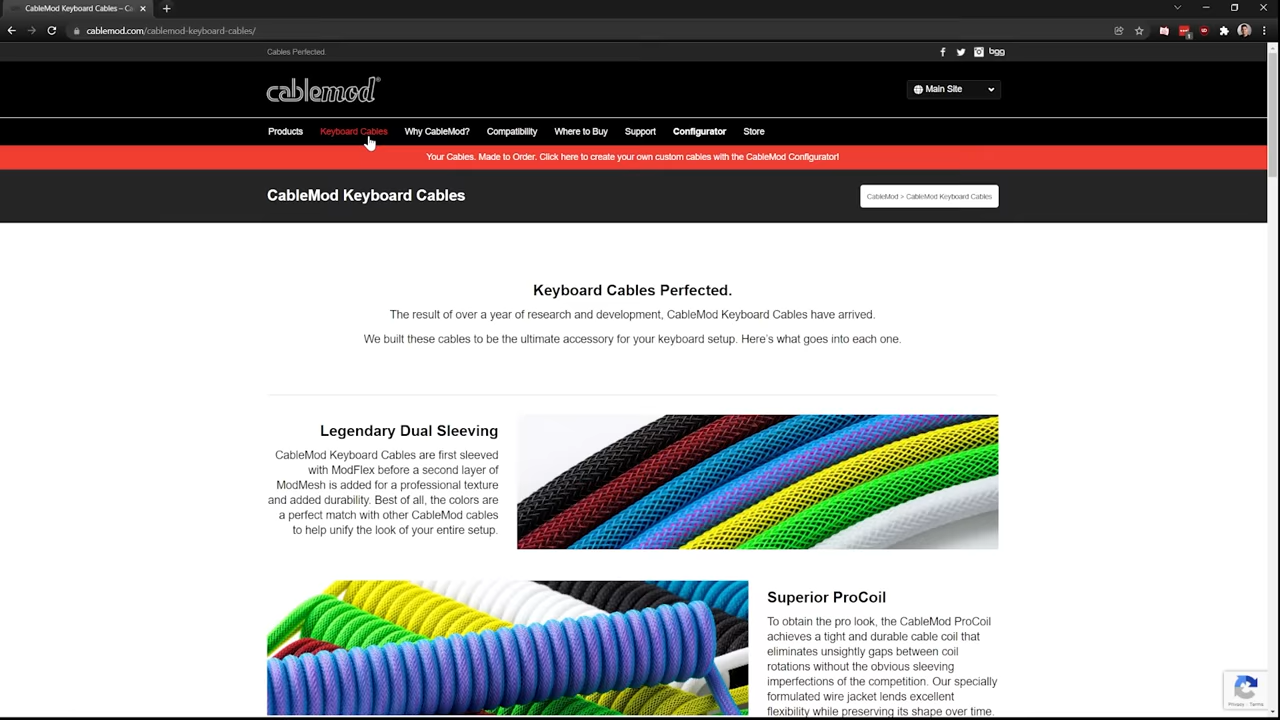 CableMod Keyboard Cables – Ca
cablemod.com/cablemod-keyboard-cables/
Cables Perfected.
bgg
cablemod®
Main Site
Products Keyboard Cables Why CableMod? Compatibility Where to Buy Support Configurator Store
Your Cables. Made to Order. Click here to create your own custom cables with the CableMod Configurator!
CableMod Keyboard Cables
CableMod > CableMod Keyboard Cables
Keyboard Cables Perfected.
The result of over a year of research and development, CableMod Keyboard Cables have arrived.
We built these cables to be the ultimate accessory for your keyboard setup. Here's what goes into each one.
Legendary Dual Sleeving
CableMod Keyboard Cables are first sleeved
with ModFlex before a second layer of
ModMesh is added for a professional texture
and added durability. Best of all, the colors are
a perfect match with other CableMod cables
to help unify the look of your entire setup.
Superior ProCoil
To obtain the pro look, the CableMod ProCoil
achieves a tight and durable cable coil that
eliminates unsightly gaps between coil
rotations without the obvious sleeving
imperfections of the competition. Our specially
formulated wire jacket lends excellent
flexibility while preserving its shape over time.
Privacy - Terms